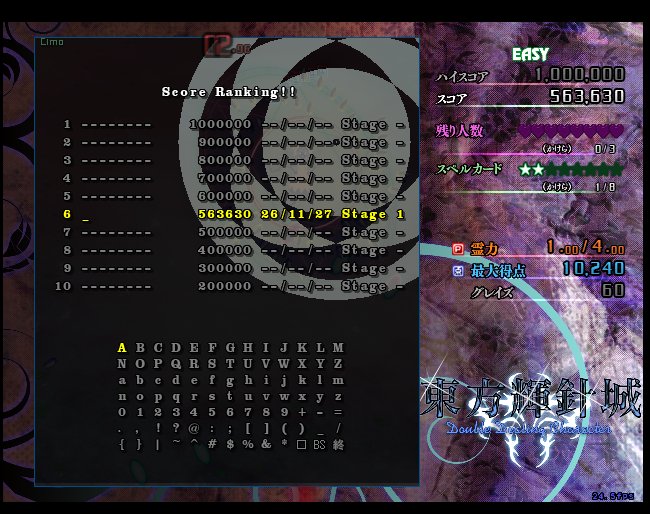 Cimo
Score Ranking!!
1 -------- 1000000 --/--/-- Stage -
2 -------- 900000 --/--/-- Stage -
3 -------- 800000 --/--/-- Stage -
4 -------- 700000 --/--/-- Stage -
5 -------- 600000 --/--/-- Stage -
6 _ 563630 26/11/27 Stage 1
7 -------- 500000 --/--/-- Stage -
8 -------- 400000 --/--/-- Stage -
9 -------- 300000 --/--/-- Stage -
10 -------- 200000 --/--/-- Stage -
A B C D E F G H I J K L M
N O P Q R S T U V W X Y Z
a b c d e f g h i j k l m
n o p q r s t u v w x y z
0 1 2 3 4 5 6 7 8 9 + - =
. , ! ? @ : ; [ ] ( ) _ /
{ } | ~ ^ # $ % & * □ BS 終
EASY
ハイスコア 1,000,000
スコア 563,630
残り人数
(かけら) 0/3
スペルカード ★★★★★★★★
(かけら) 1/8
P 霊力 1.00/4.00
最大得点 10,240
グレイズ 60
東方輝針城
Double Dealing Character
24.5fps